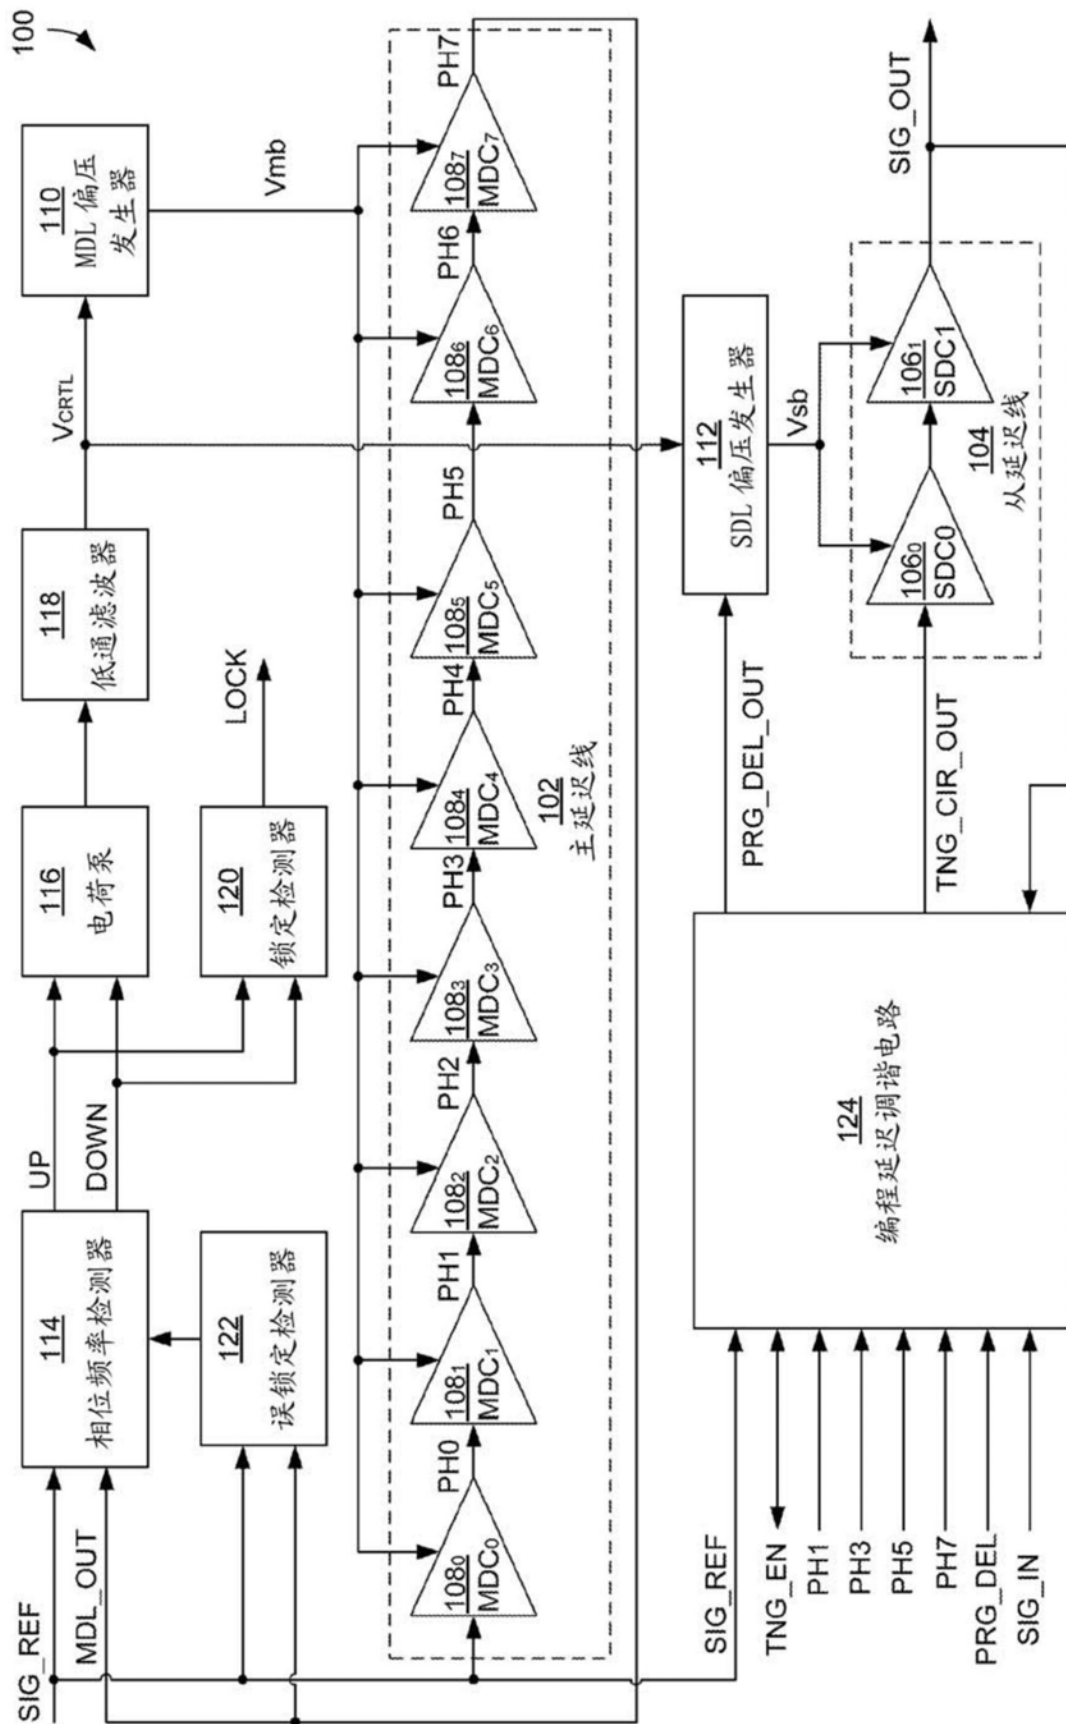 100
SIG_REF
MDL_OUT
114
相位频率检测器
UP
DOWN
116
电荷泵
118
低通滤波器
VCRTL
110
MDL 偏压
发生器
122
误锁定检测器
120
锁定检测器
LOCK
Vmb
108₀
MDC₀
PH0
108₁
MDC₁
PH1
108₂
MDC₂
PH2
108₃
MDC₃
PH3
108₄
MDC₄
PH4
108₅
MDC₅
PH5
108₆
MDC₆
PH6
108₇
MDC₇
PH7
102
主延迟线
SIG_REF
TNG_EN
PH1
PH3
PH5
PH7
PRG_DEL
SIG_IN
124
编程延迟调谐电路
PRG_DEL_OUT
TNG_CIR_OUT
112
SDL 偏压发生器
Vsb
106₀
SDC0
106₁
SDC1
104
从延迟线
SIG_OUT